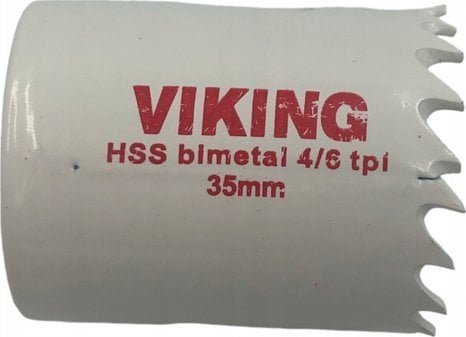 VIKING
HSS bimetal 4/6 tpi
35mm